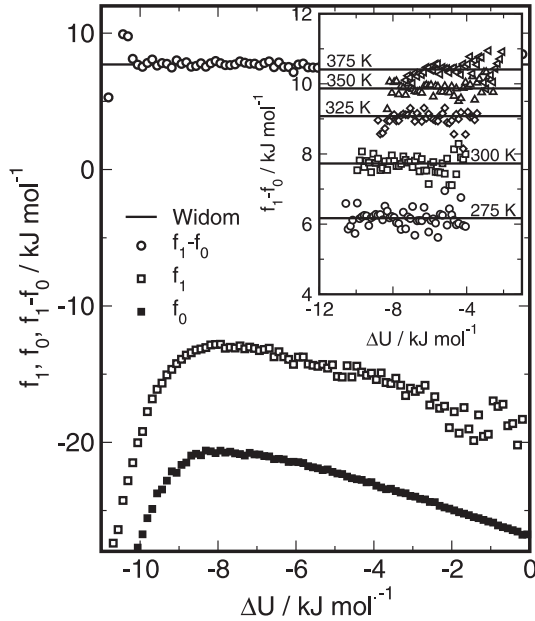 f₁, f₀, f₁-f₀ / kJ mol⁻¹
10
0
-10
-20
Widom
f₁-f₀
f₁
f₀
-10 -8 -6 -4 -2 0
ΔU / kJ mol⁻¹
f₁-f₀ / kJ mol⁻¹
12
10
8
6
4
375 K
350 K
325 K
300 K
275 K
-12 -8 -4
ΔU / kJ mol⁻¹